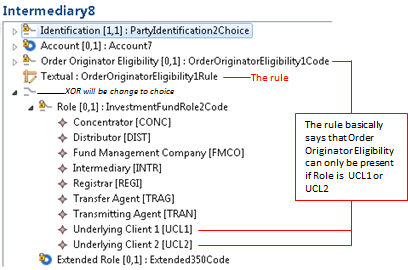 Intermediary8
Identification [1,1] : PartyIdentification2Choice
Account [0,1] : Account7
Order Originator Eligibility [0,1] : OrderOriginatorEligibility1Code
Textual : OrderOriginatorEligibility1Rule
The rule
XOR will be change to choice
Role [0,1] : InvestmentFundRole2Code
Concentrator [CONC]
Distributor [DIST]
Fund Management Company [FMCO]
Intermediary [INTR]
Registrar [REGI]
Transfer Agent [TRAG]
Transmitting Agent [TRAN]
Underlying Client 1 [UCL1]
Underlying Client 2 [UCL2]
Extended Role [0,1] : Extended350Code
The rule basically
says that Order
Originator Eligibility
can only be present
if Role is UCL1 or
UCL2